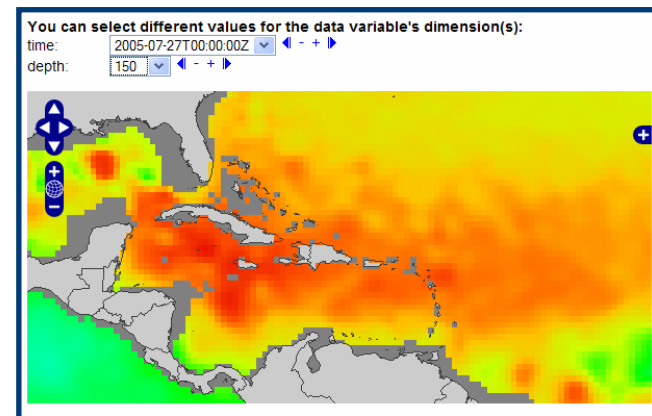 You can select different values for the data variable's dimension(s):
time: 2005-07-27T00:00:00Z - +
depth: 150 - +